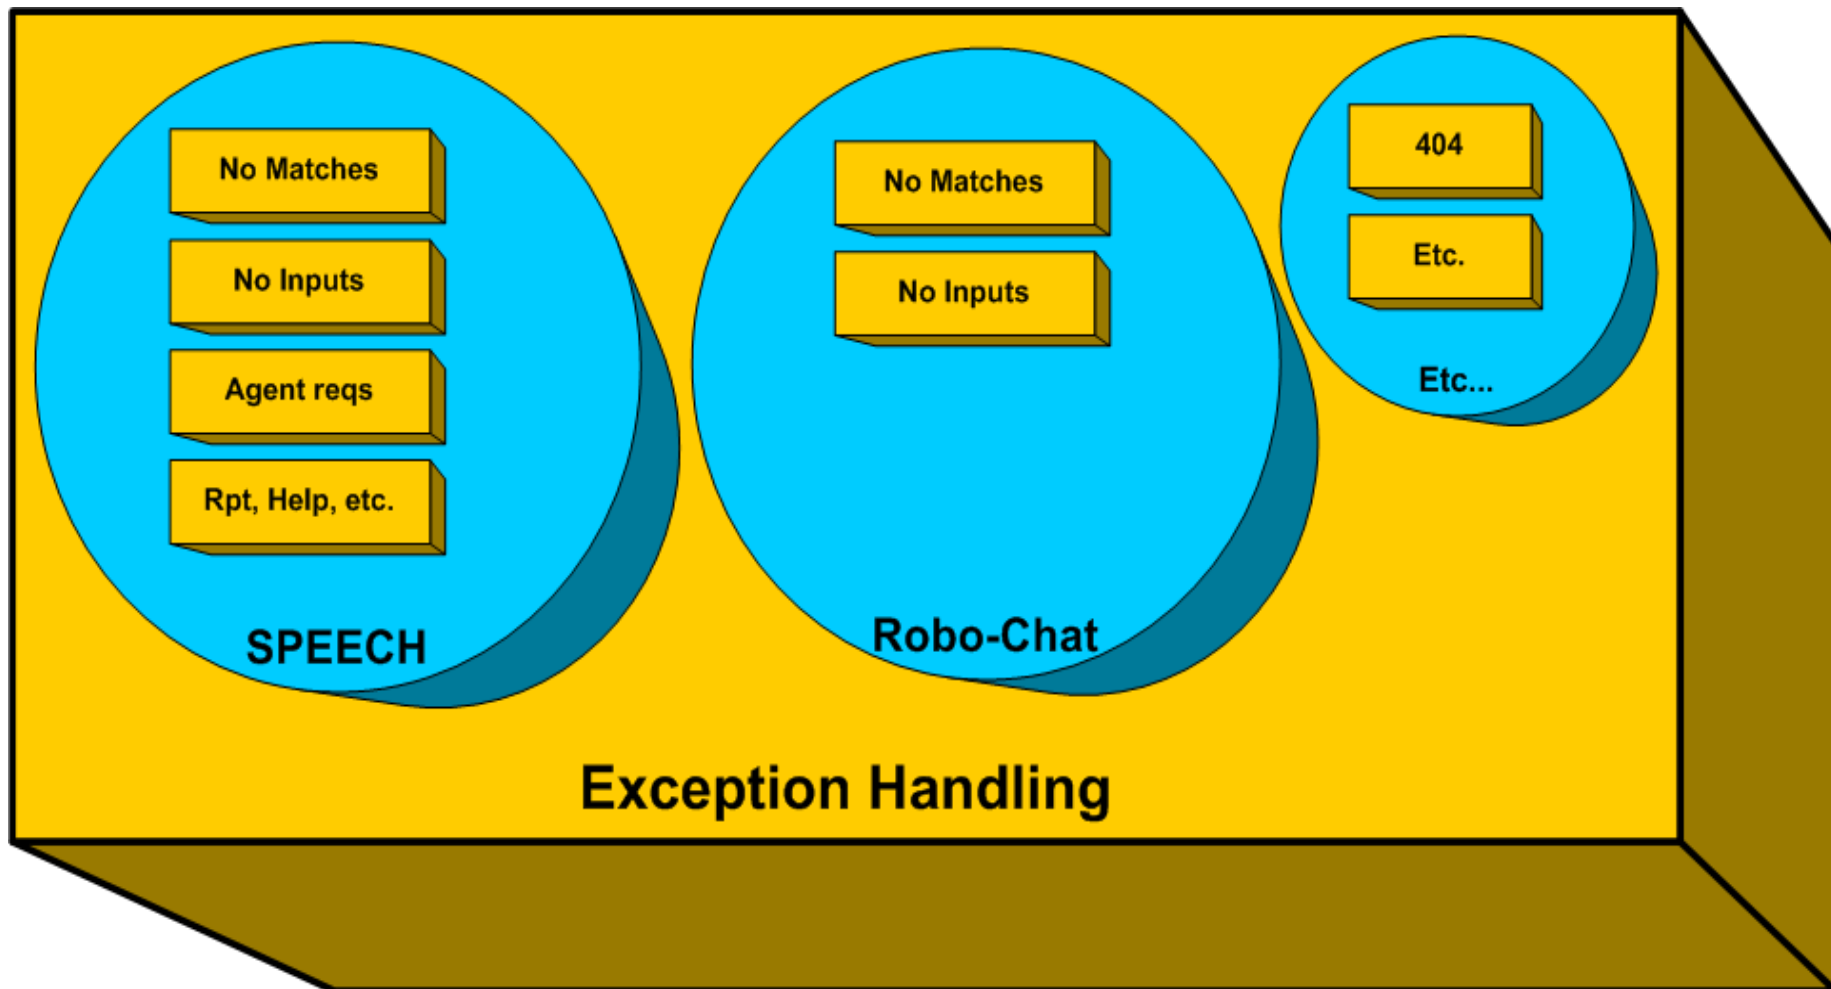 No Matches
No Inputs
Agent reqs
Rpt, Help, etc.
SPEECH
No Matches
No Inputs
Robo-Chat
404
Etc.
Etc...
Exception Handling